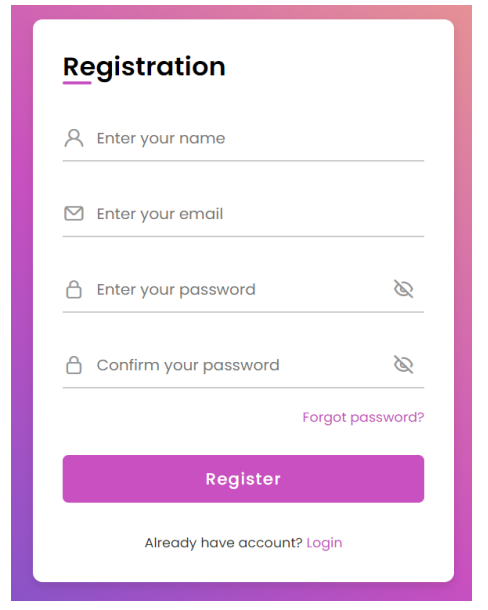 Registration
Enter your name
Enter your email
Enter your password
Confirm your password
Forgot password?
Register
Already have account? Login